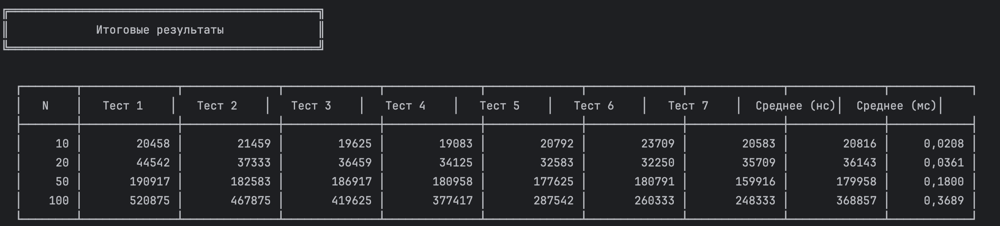 Итоговые результаты
N Тест 1 Тест 2 Тест 3 Тест 4 Тест 5 Тест 6 Тест 7 Среднее (нс) Среднее (мс)
10 20458 21459 19625 19083 20792 23709 20583 20816 0,0208
20 44542 37333 36459 34125 32583 32250 35709 36143 0,0361
50 190917 182583 186917 180958 177625 180791 159916 179958 0,1800
100 520875 467875 419625 377417 287542 260333 248333 368857 0,3689